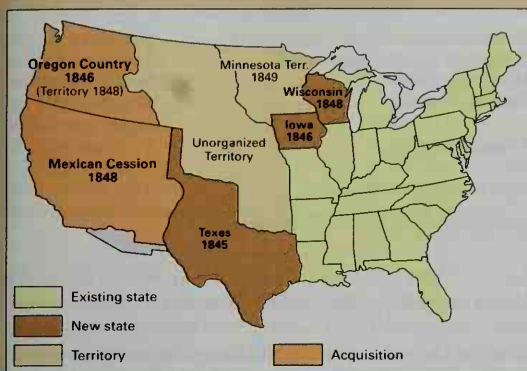 Oregon Country
1846
(Territory 1848)
Minnesota Terr.
1849
Wisconsin
1848
Iowa
1846
Unorganized
Territory
Mexican Cession
1848
Texes
1845
Existing state
New state
Territory
Acquisition